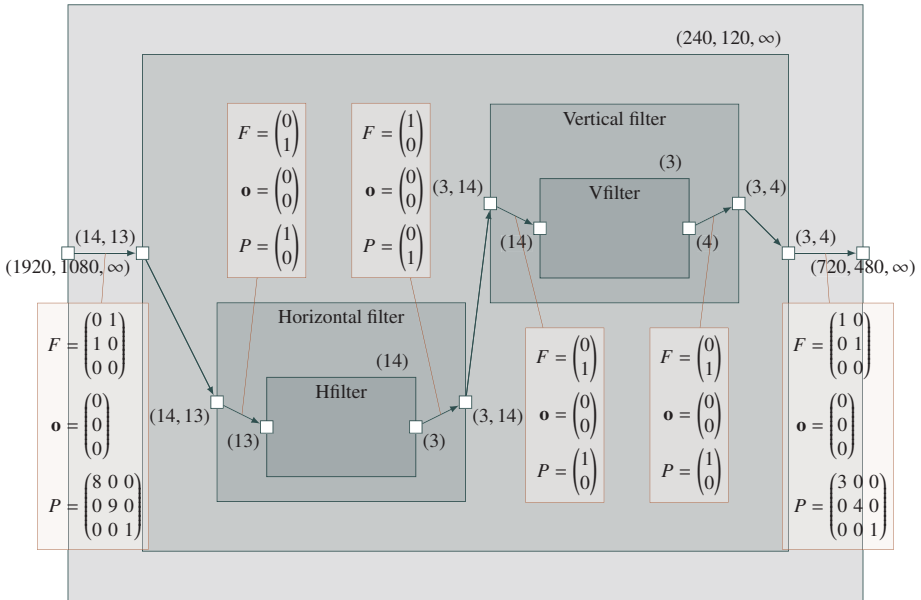 (240, 120, ∞)
Vertical filter
(3)
Vfilter
(3, 14)
(14)
(4)
(3, 4)
F = (0 1)
o = (0 0)
P = (1 0)
F = (1 0)
o = (0 0)
P = (0 1)
(14, 13)
(1920, 1080, ∞)
F = (0 1 1 0 0 0)
o = (0 0 0)
P = (8 0 0 0 9 0 0 0 1)
Horizontal filter
(14)
Hfilter
(14, 13)
(13)
(3)
(3, 14)
F = (0 1)
o = (0 0)
P = (1 0)
F = (0 1)
o = (0 0)
P = (1 0)
(3, 4)
(720, 480, ∞)
F = (1 0 0 1 0 0)
o = (0 0 0)
P = (3 0 0 0 4 0 0 0 1)